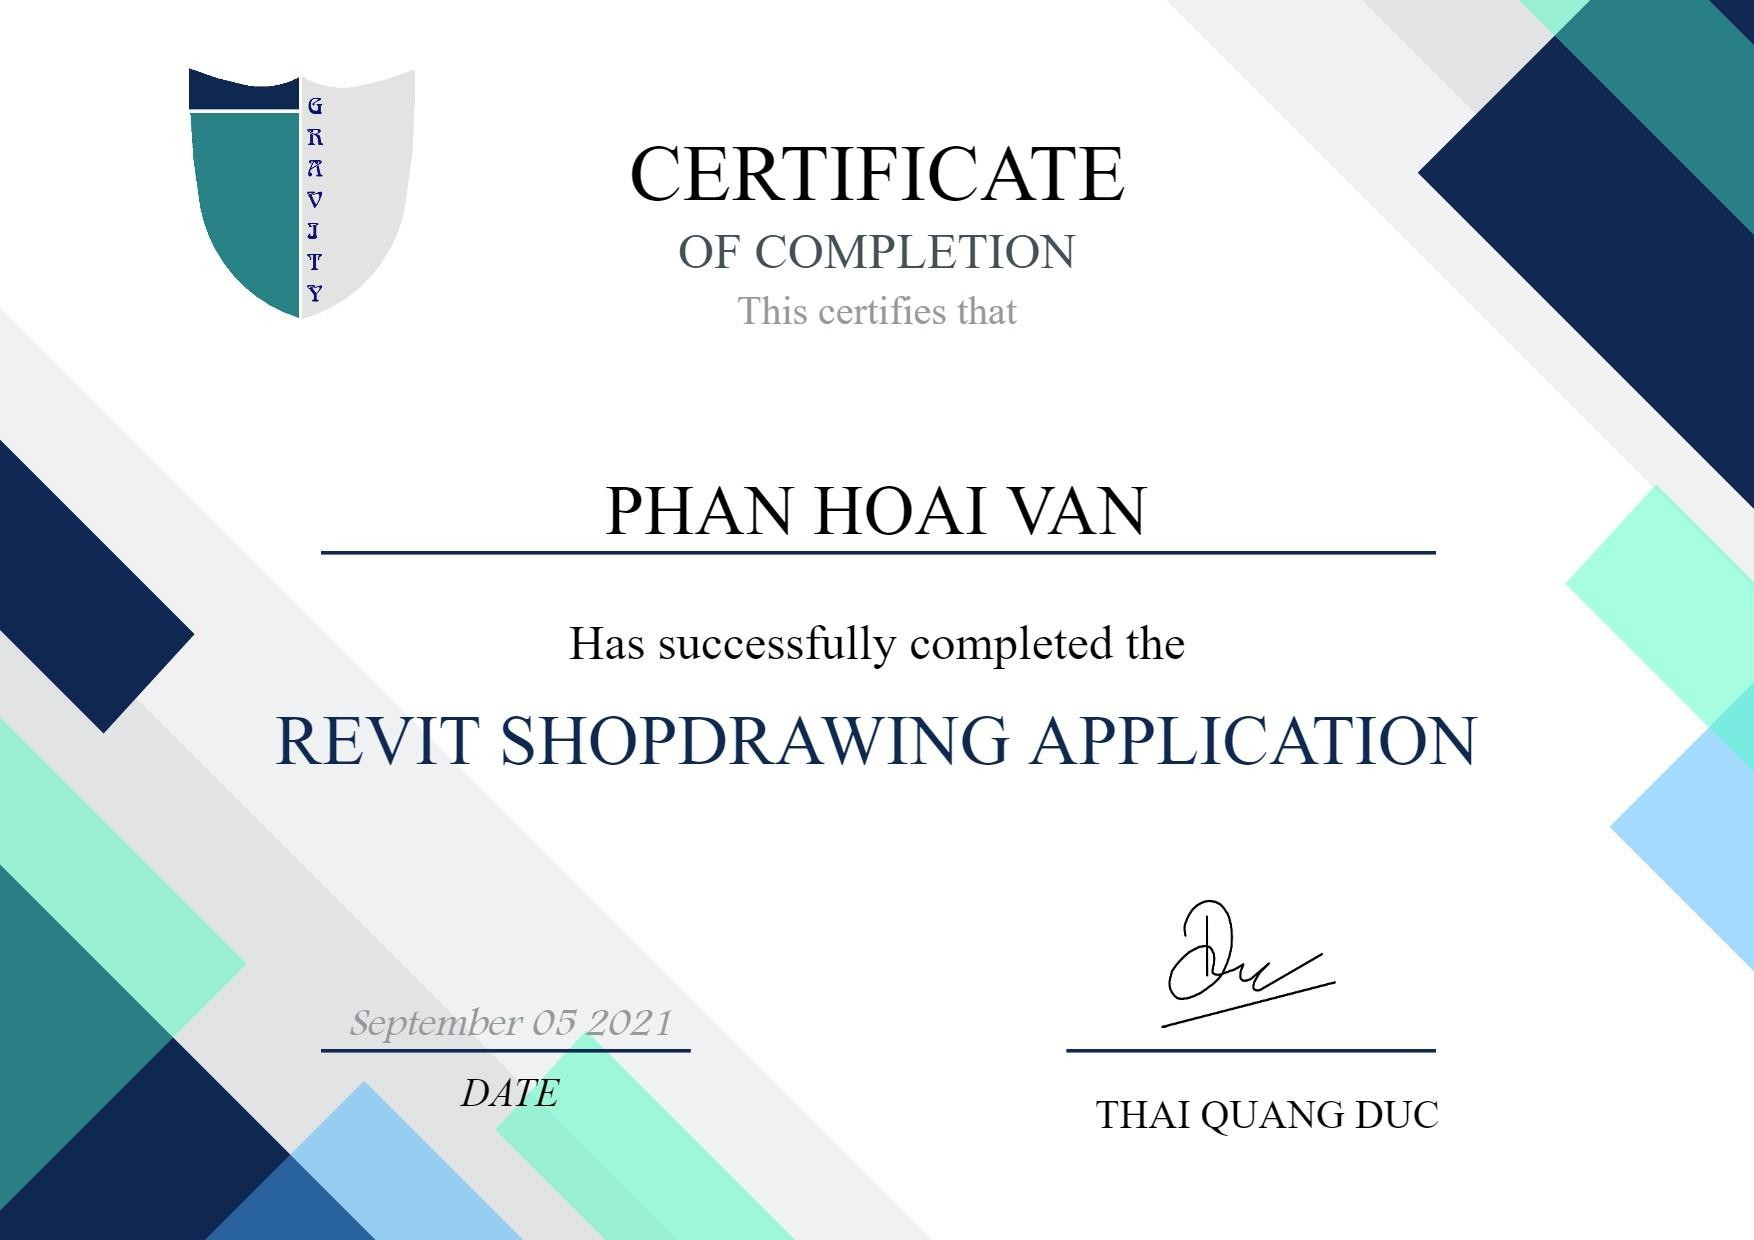 GRAVITY
CERTIFICATE
OF COMPLETION
This certifies that
PHAN HOAI VAN
Has successfully completed the
REVIT SHOPDRAWING APPLICATION
Duc
September 05 2021
DATE
THAI QUANG DUC